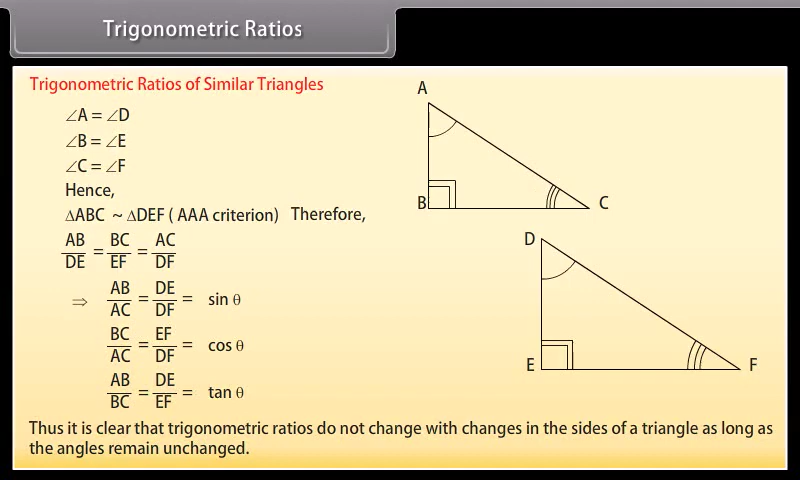 Trigonometric Ratios
Trigonometric Ratios of Similar Triangles
∠A = ∠D
∠B = ∠E
∠C = ∠F
Hence,
∆ABC ~ ∆DEF ( AAA criterion) Therefore,
AB/DE = BC/EF = AC/DF
⇒ AB/AC = DE/DF = sin θ
BC/AC = EF/DF = cos θ
AB/BC = DE/EF = tan θ
A
B
C
D
E
F
Thus it is clear that trigonometric ratios do not change with changes in the sides of a triangle as long as
the angles remain unchanged.